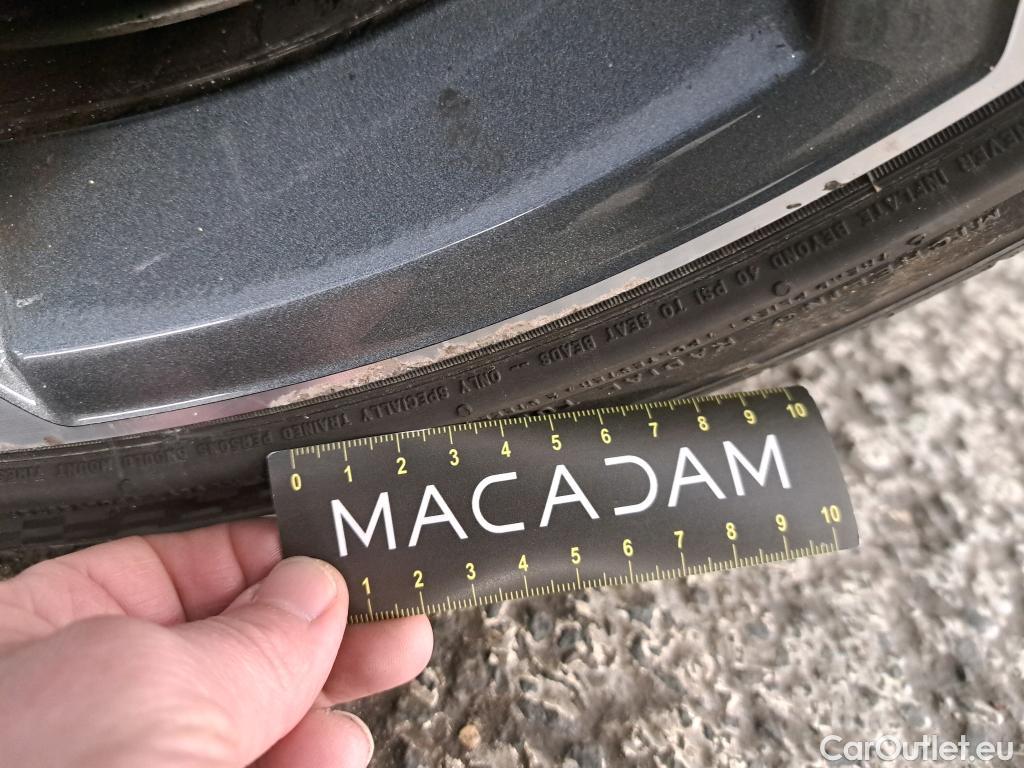 NEVER INFLATE BEYOND 40 PSI TO SEAT BEADS ... ONLY SPECIALLY TRAINED PERSONS SHOULD MOUNT TIRES
RADIAL
0 1 2 3 4 5 6 7 8 9 10
MACADAM
1 2 3 4 5 6 7 8 9 10
CarOutlet.eu